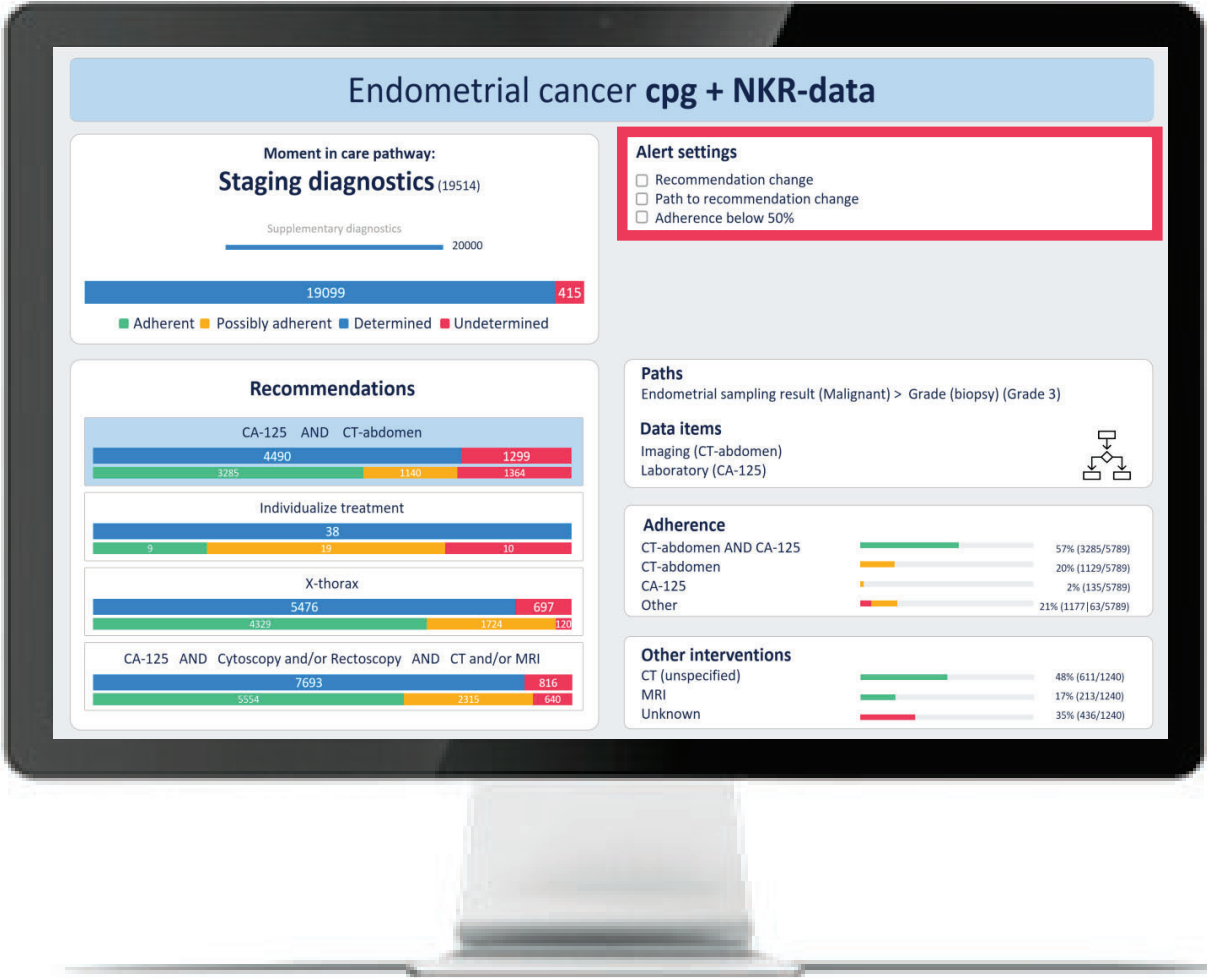 Endometrial cancer cpg + NKR-data
Moment in care pathway:
Staging diagnostics (19514)
Supplementary diagnostics
20000
19099 415
Adherent Possibly adherent Determined Undetermined
Alert settings
Recommendation change
Path to recommendation change
Adherence below 50%
Recommendations
CA-125 AND CT-abdomen
4490 1299
3285 1140 1364
Individualize treatment
38
9 19 10
X-thorax
5476 697
4329 1724 120
CA-125 AND Cytoscopy and/or Rectoscopy AND CT and/or MRI
7693 816
5554 2315 640
Paths
Endometrial sampling result (Malignant) > Grade (biopsy) (Grade 3)
Data items
Imaging (CT-abdomen)
Laboratory (CA-125)
Adherence
CT-abdomen AND CA-125 57% (3285/5789)
CT-abdomen 20% (1129/5789)
CA-125 2% (135/5789)
Other 21% (1177|63/5789)
Other interventions
CT (unspecified) 48% (611/1240)
MRI 17% (213/1240)
Unknown 35% (436/1240)